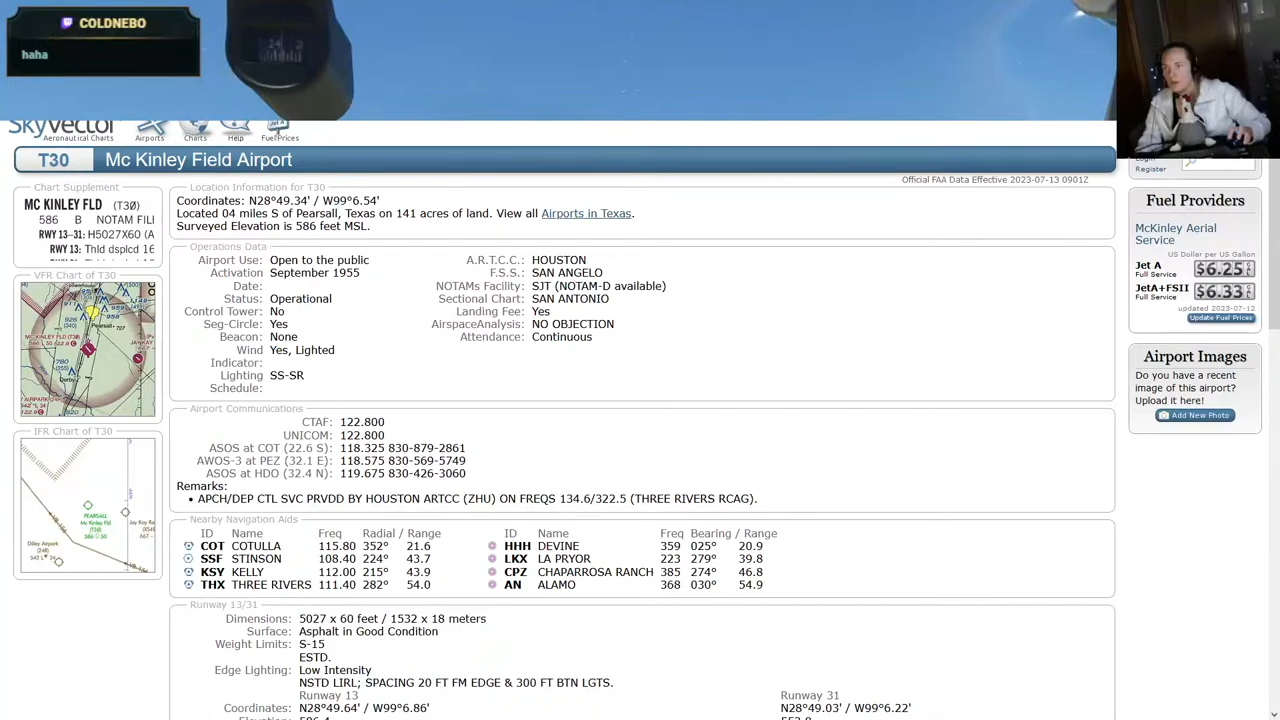 COLDNEBO
haha
SkyVector
Aeronautical Charts
Airports
Charts
Help
Fuel Prices
T30 Mc Kinley Field Airport
Login
Register
Official FAA Data Effective 2023-07-13 0901Z
Chart Supplement
MC KINLEY FLD (T3Ø)
586 B NOTAM FILI
RWY 13-31: H5027X60 (A
RWY 13: Thld dsplcd 16
VFR Chart of T30
IFR Chart of T30
Location Information for T30
Coordinates: N28°49.34' / W99°6.54'
Located 04 miles S of Pearsall, Texas on 141 acres of land. View all Airports in Texas.
Surveyed Elevation is 586 feet MSL.
Operations Data
Airport Use: Open to the public
Activation Date: September 1955
Status: Operational
Control Tower: No
Seg-Circle: Yes
Beacon: None
Wind Indicator: Yes, Lighted
Lighting Schedule: SS-SR
A.R.T.C.C.: HOUSTON
F.S.S.: SAN ANGELO
NOTAMs Facility: SJT (NOTAM-D available)
Sectional Chart: SAN ANTONIO
Landing Fee: Yes
AirspaceAnalysis: NO OBJECTION
Attendance: Continuous
Airport Communications
CTAF: 122.800
UNICOM: 122.800
ASOS at COT (22.6 S): 118.325 830-879-2861
AWOS-3 at PEZ (32.1 E): 118.575 830-569-5749
ASOS at HDO (32.4 N): 119.675 830-426-3060
Remarks:
• APCH/DEP CTL SVC PRVDD BY HOUSTON ARTCC (ZHU) ON FREQS 134.6/322.5 (THREE RIVERS RCAG).
Nearby Navigation Aids
ID Name Freq Radial / Range
COT COTULLA 115.80 352° 21.6
SSF STINSON 108.40 224° 43.7
KSY KELLY 112.00 215° 43.9
THX THREE RIVERS 111.40 282° 54.0
ID Name Freq Bearing / Range
HHH DEVINE 359 025° 20.9
LKX LA PRYOR 223 279° 39.8
CPZ CHAPARROSA RANCH 385 274° 46.8
AN ALAMO 368 030° 54.9
Runway 13/31
Dimensions: 5027 x 60 feet / 1532 x 18 meters
Surface: Asphalt in Good Condition
Weight Limits: S-15
ESTD.
Edge Lighting: Low Intensity
NSTD LIRL; SPACING 20 FT FM EDGE & 300 FT BTN LGTS.
Runway 13 Runway 31
Coordinates: N28°49.64' / W99°6.86' N28°49.03' / W99°6.22'
Fuel Providers
McKinley Aerial
Service
US Dollar per US Gallon
Jet A
Full Service
$6.25
JetA+FSII
Full Service
$6.33
updated 2023-07-12
Update Fuel Prices
Airport Images
Do you have a recent
image of this airport?
Upload it here!
Add New Photo